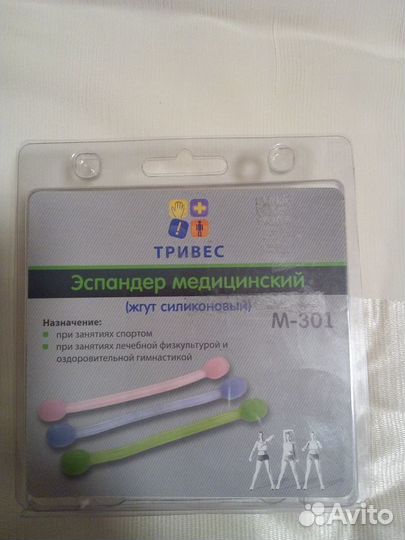 ТРИВЕС
Эспандер медицинский
(жгут силиконовый)
М-301
Назначение:
при занятиях спортом
при занятиях лечебной физкультурой и
оздоровительной гимнастикой
Avito